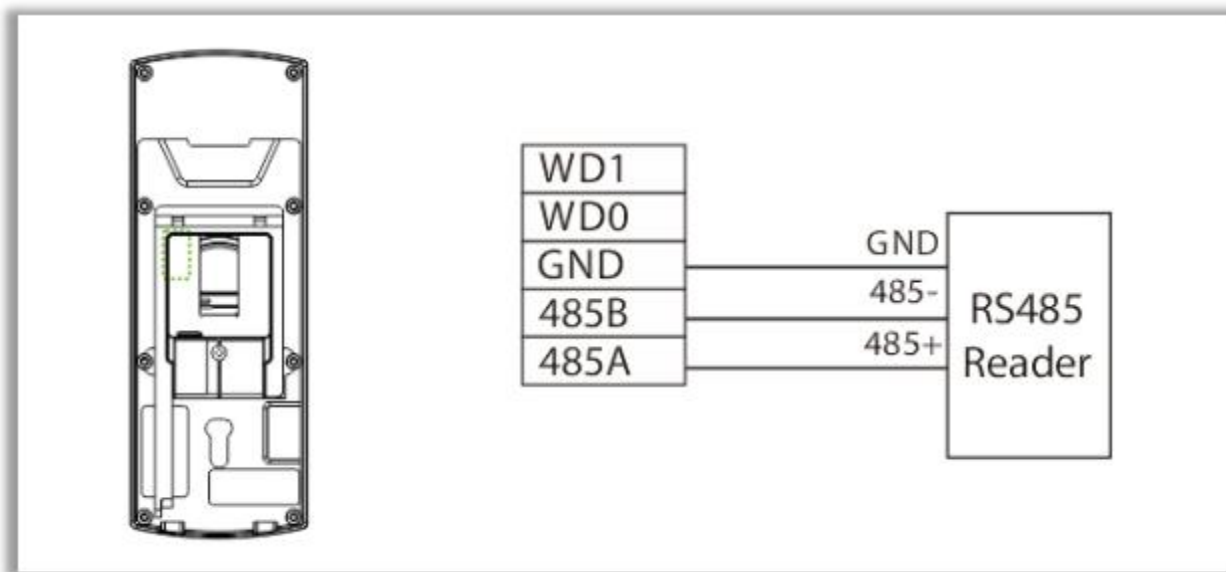 WD1
WD0
GND
485B
485A
GND
485-
485+
RS485
Reader